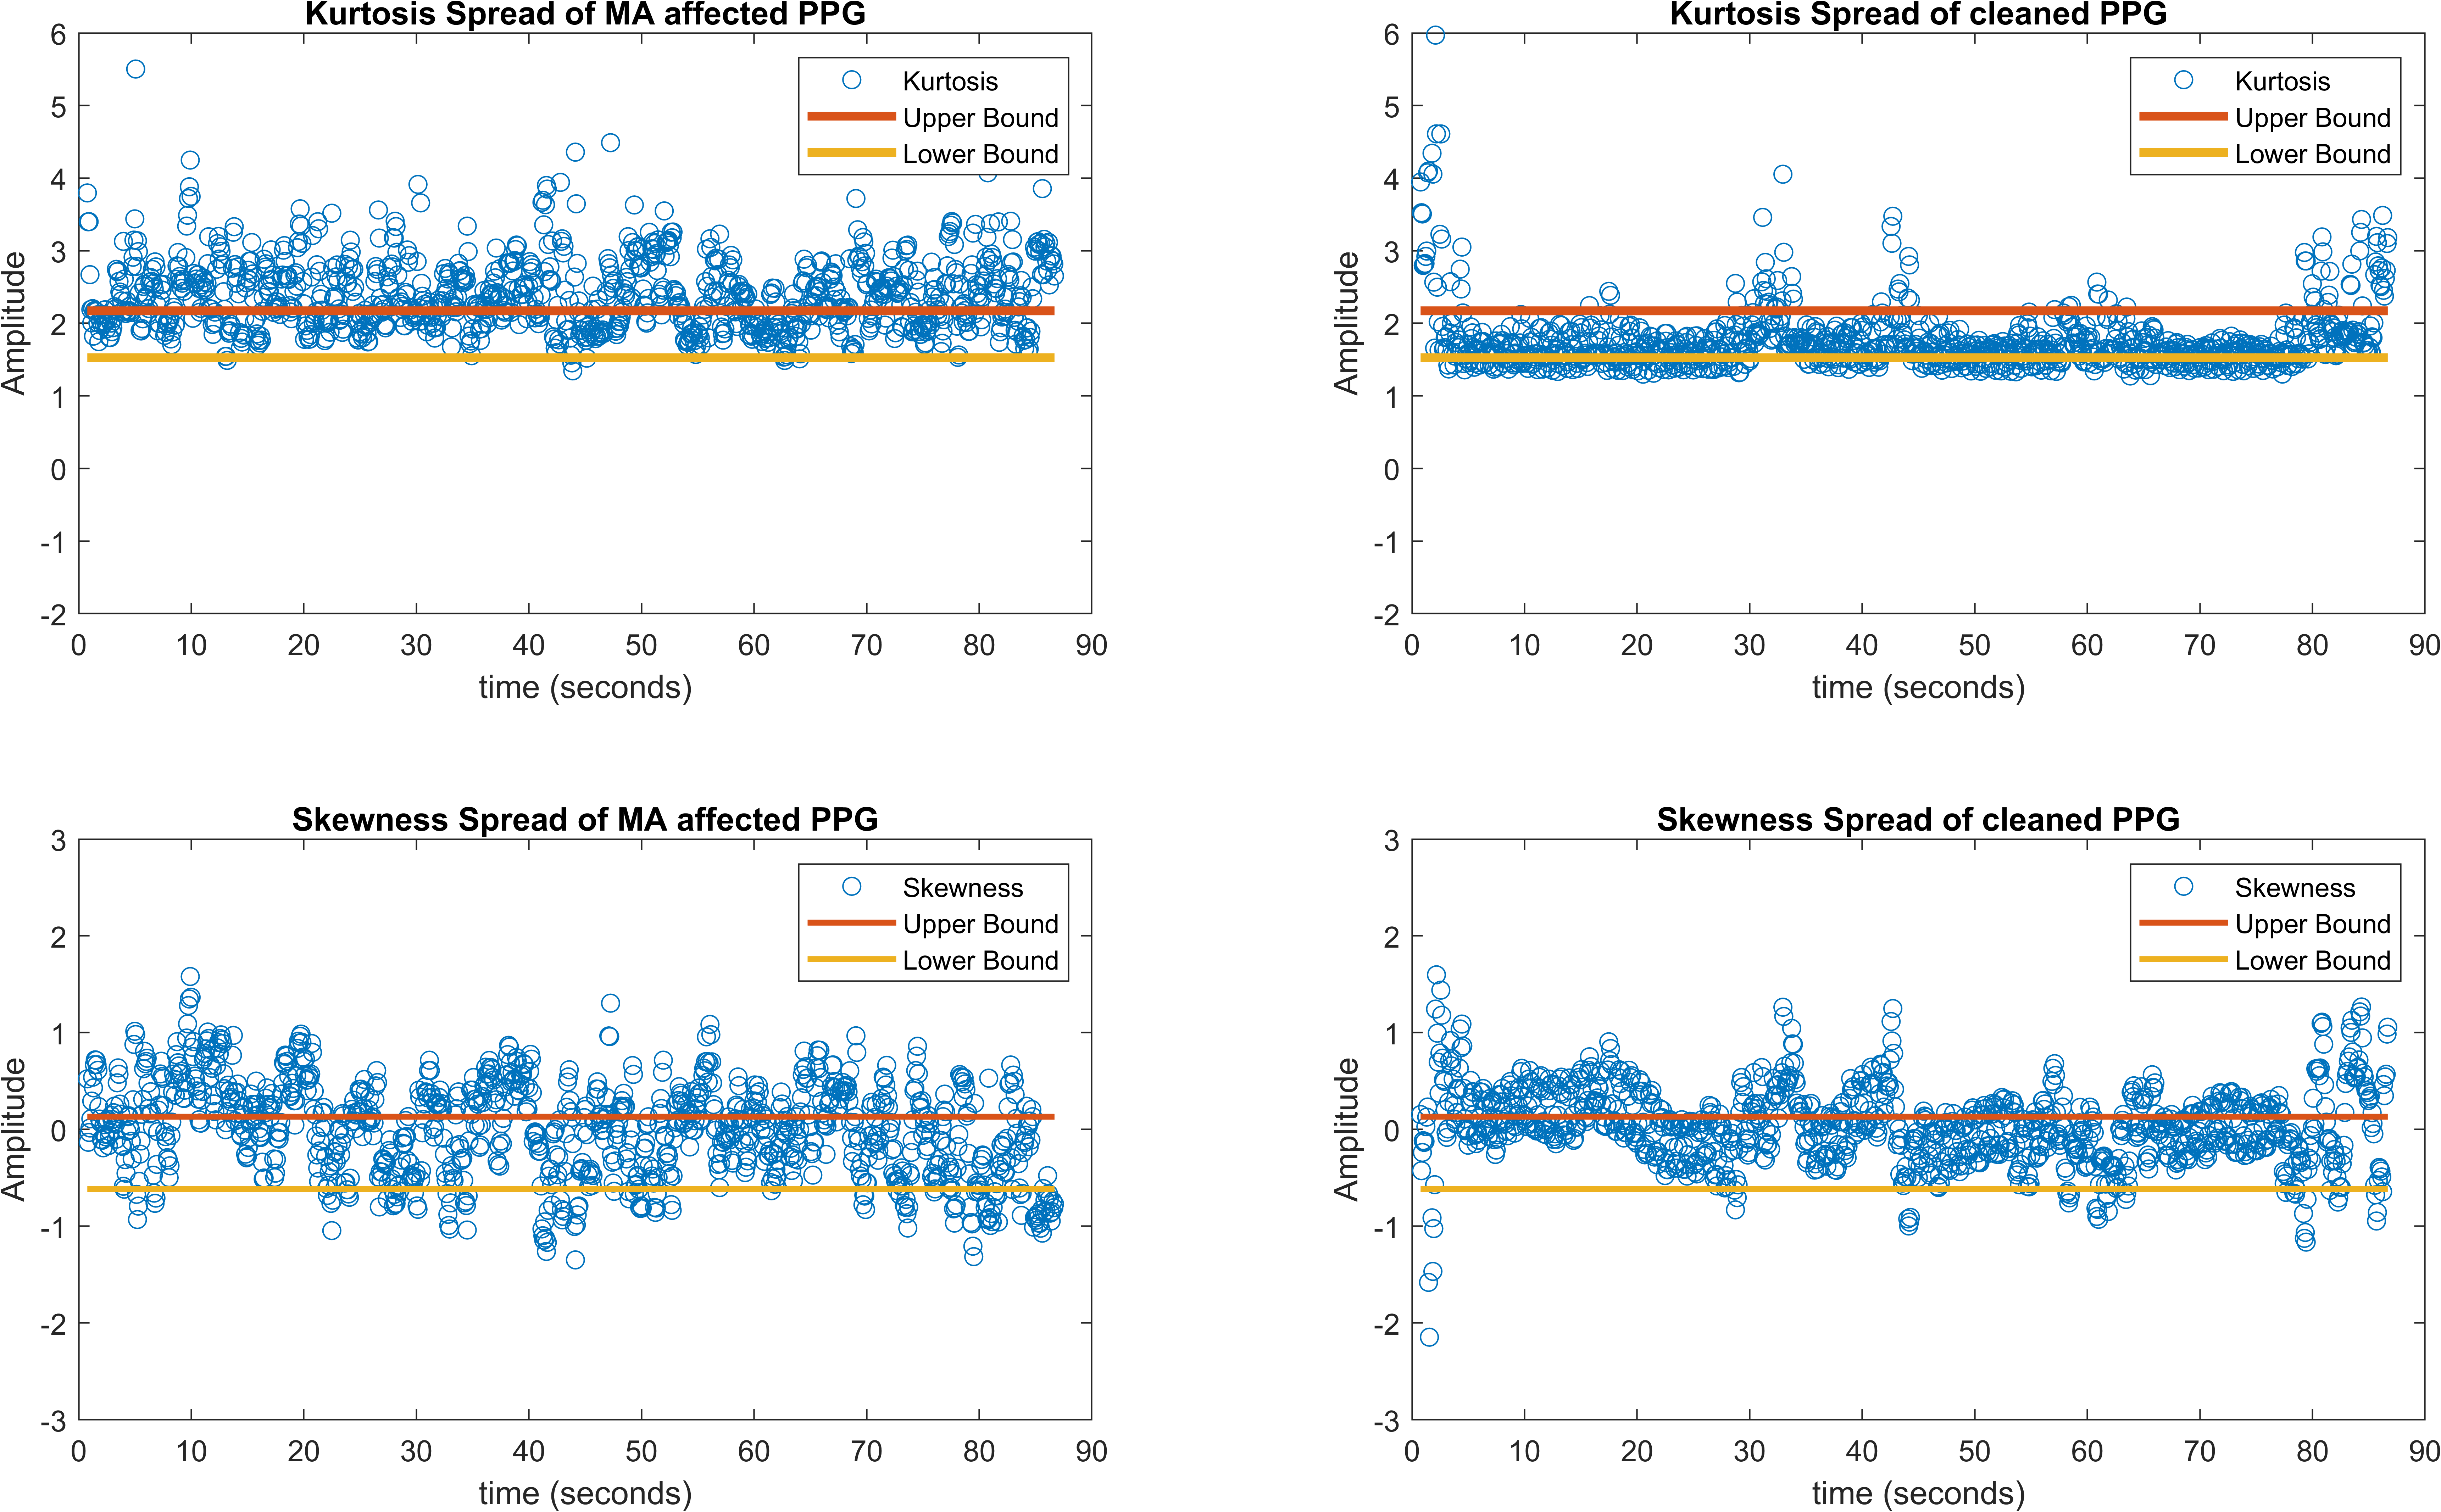 Kurtosis Spread of MA affected PPG
6
5
4
3
2
1
0
-1
-2
Amplitude
Kurtosis
Upper Bound
Lower Bound
0 10 20 30 40 50 60 70 80 90
time (seconds)
Kurtosis Spread of cleaned PPG
6
5
4
3
2
1
0
-1
-2
Amplitude
Kurtosis
Upper Bound
Lower Bound
0 10 20 30 40 50 60 70 80 90
time (seconds)
Skewness Spread of MA affected PPG
3
2
1
0
-1
-2
-3
Amplitude
Skewness
Upper Bound
Lower Bound
0 10 20 30 40 50 60 70 80 90
time (seconds)
Skewness Spread of cleaned PPG
3
2
1
0
-1
-2
-3
Amplitude
Skewness
Upper Bound
Lower Bound
0 10 20 30 40 50 60 70 80 90
time (seconds)